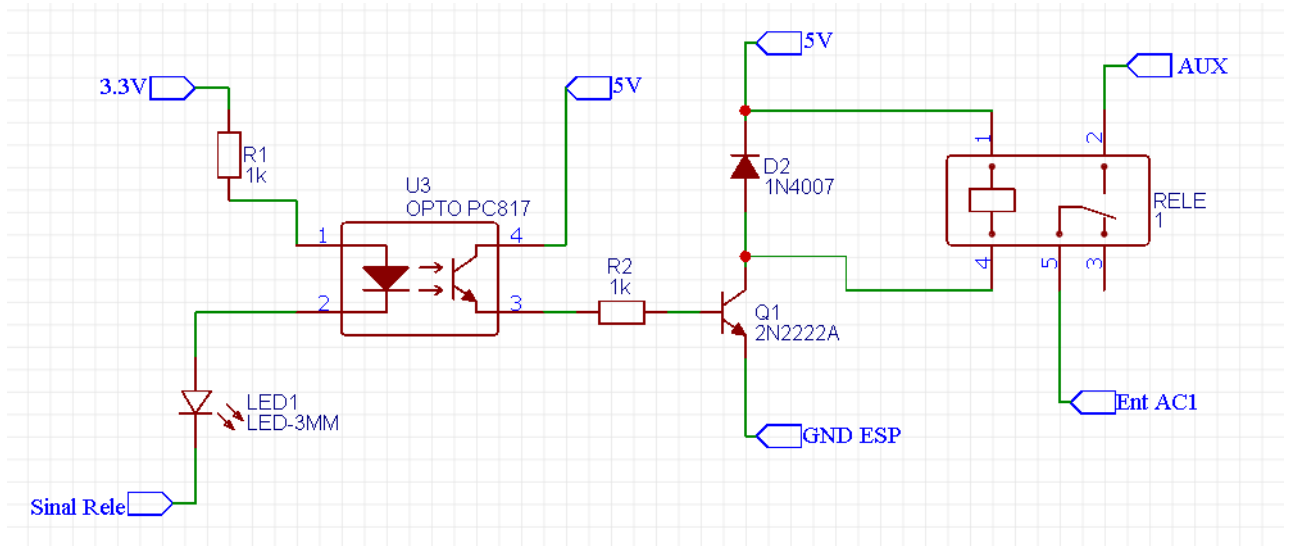 5V
AUX
3.3V
5V
R1
1k
D2
1N4007
1
2
U3
OPTO PC817
RELE
1
1
4
2
3
R2
1k
Q1
2N2222A
4
5
3
LED1
LED-3MM
Ent AC1
GND ESP
Sinal Rele